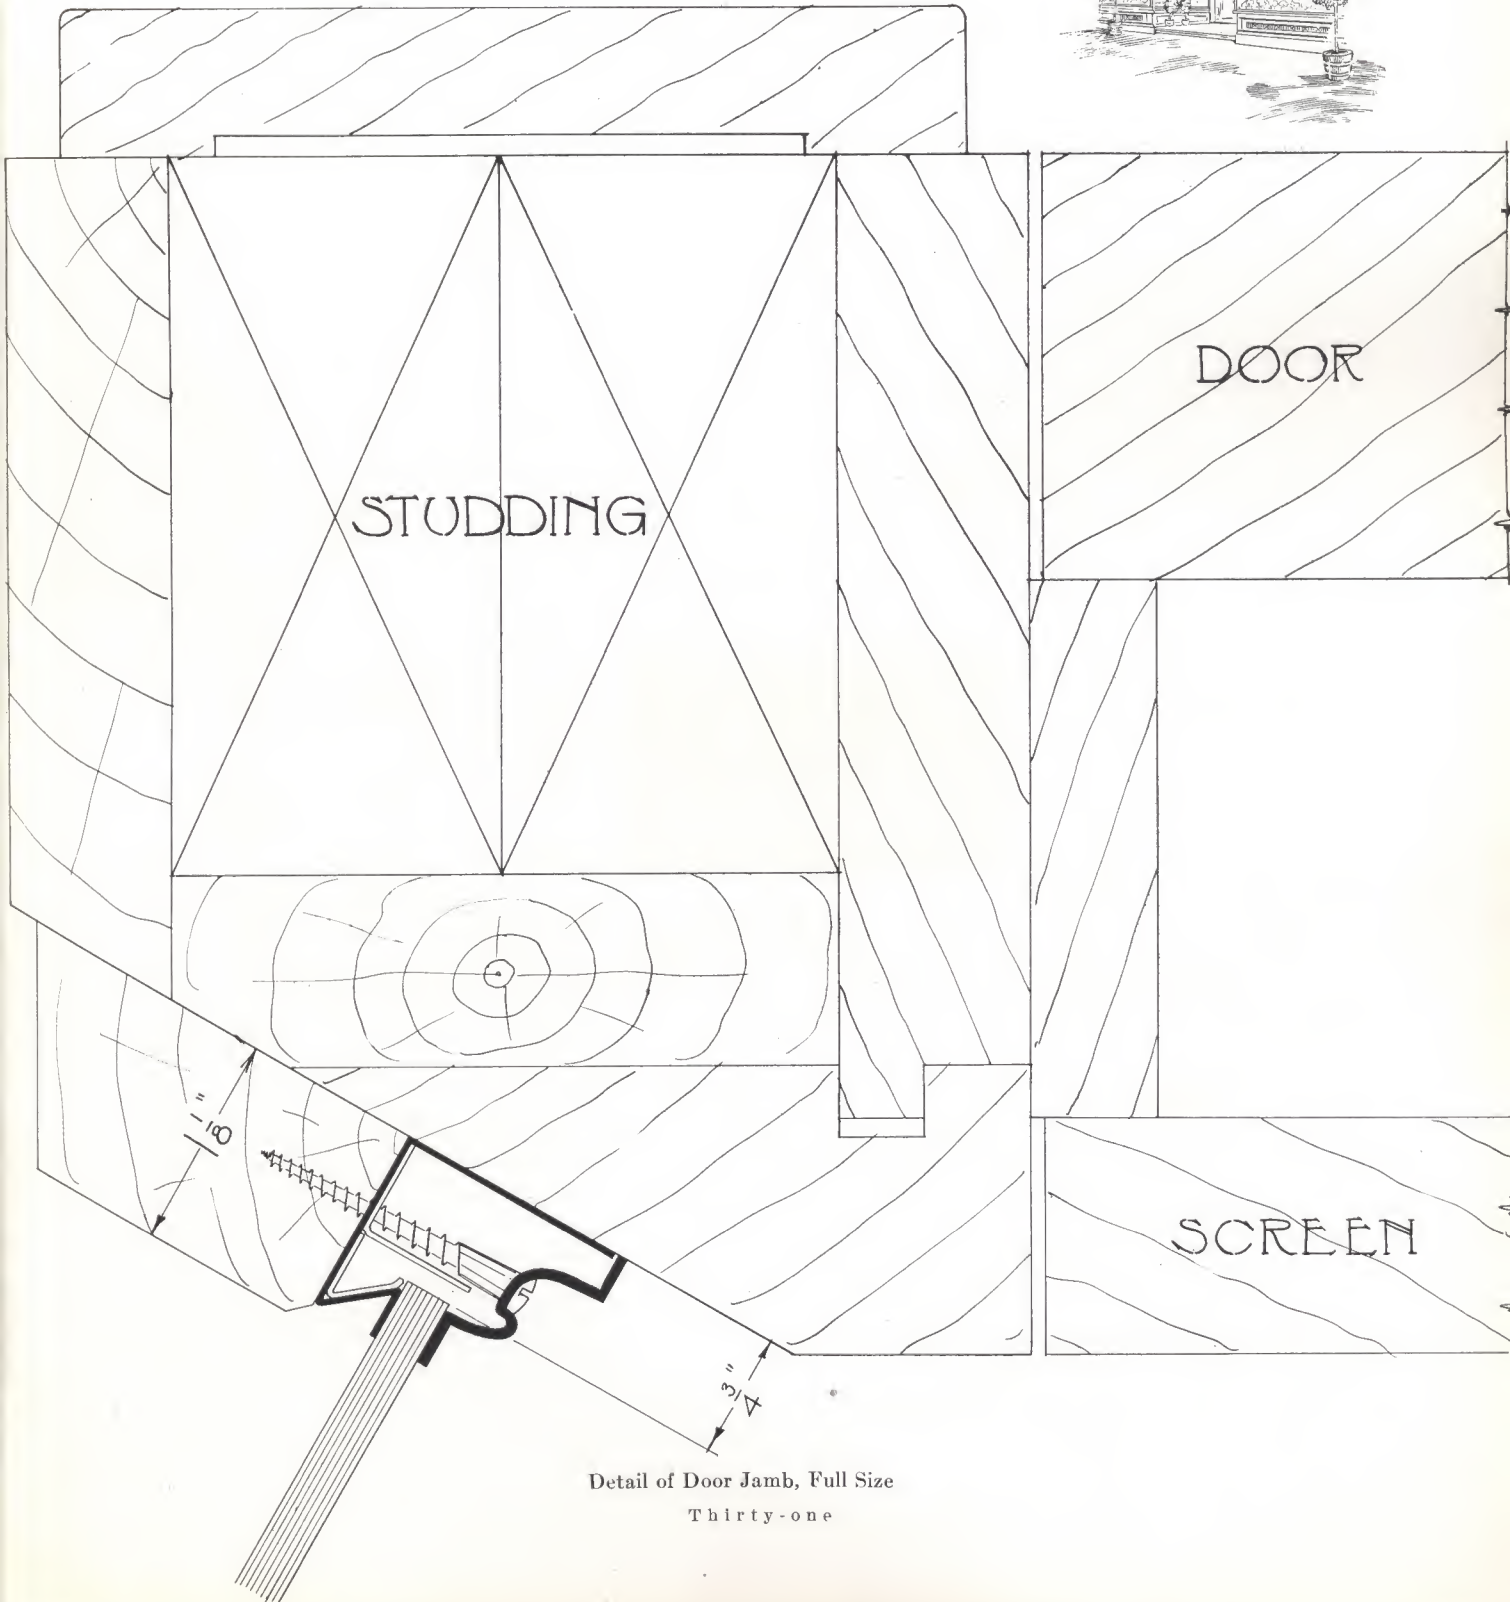 STUDDING
DOOR
SCREEN
1 1/8"
3/4"
Detail of Door Jamb, Full Size
Thirty-one